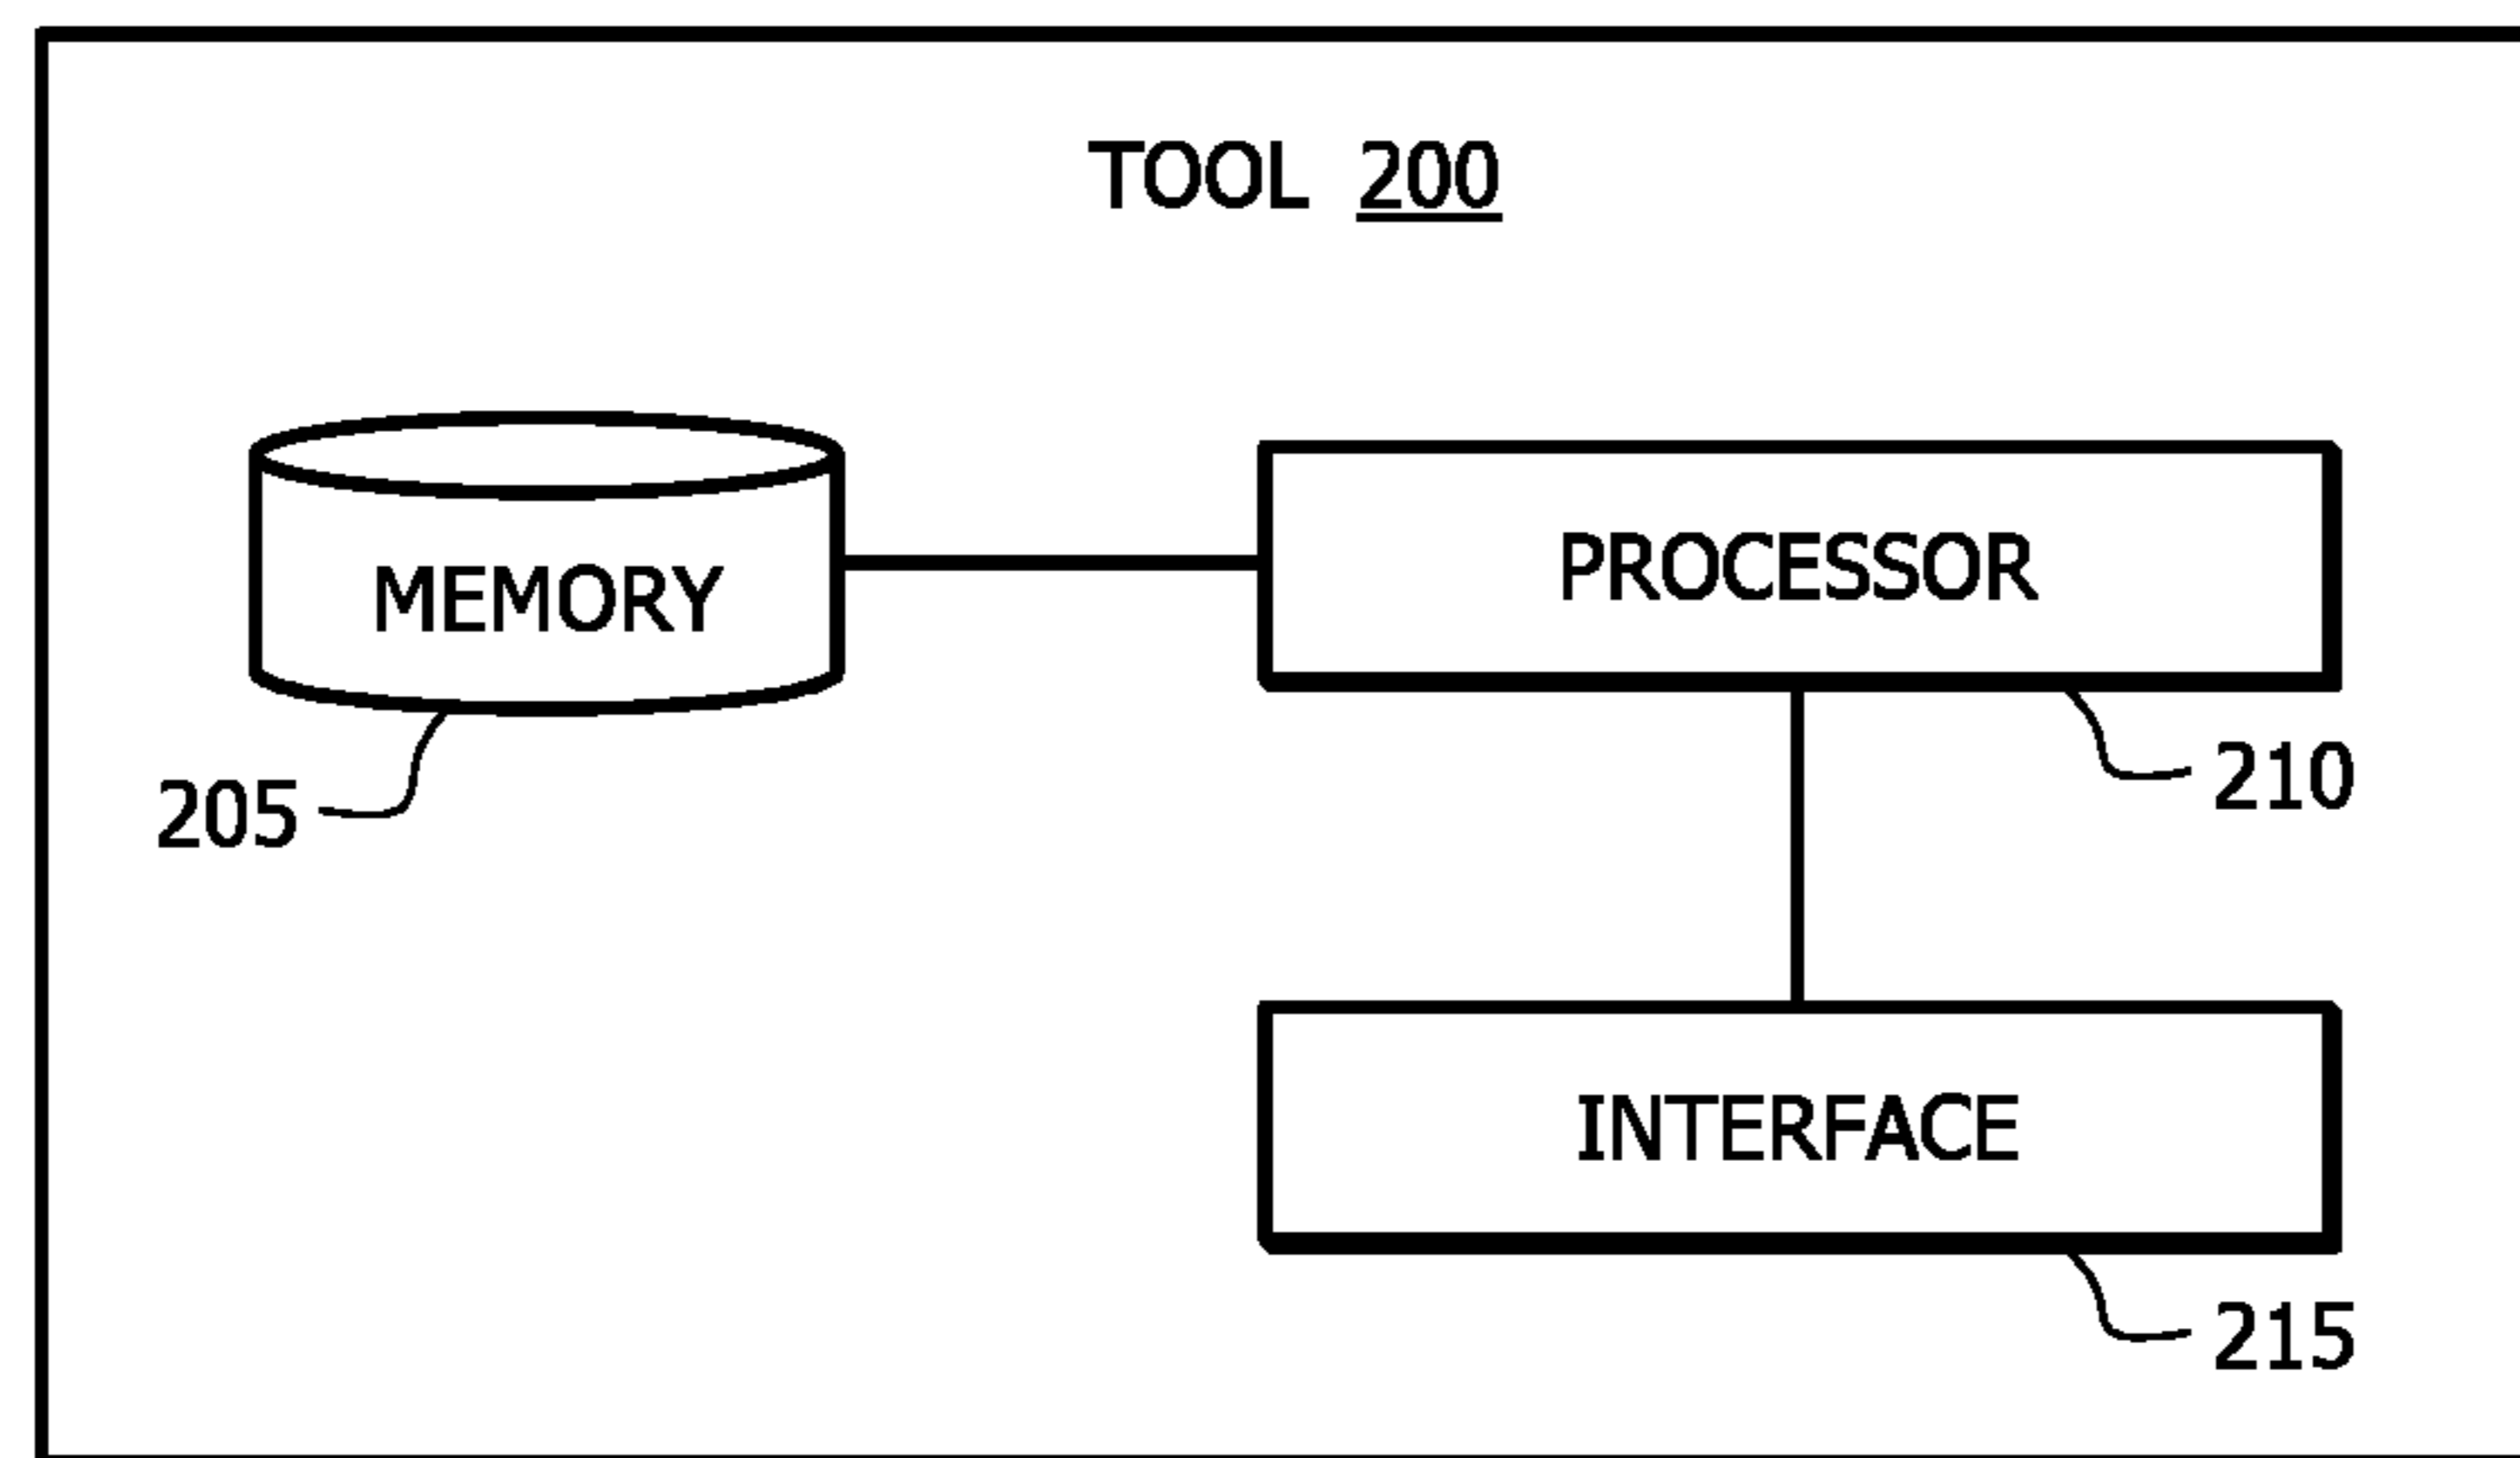 TOOL 200
MEMORY
PROCESSOR
205
210
INTERFACE
215